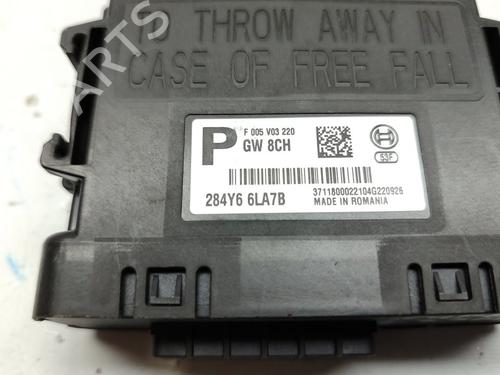 TO THROW AWAY IN
CASE OF FREE FALL
P
F 005 V03 220
GW 8CH
53F
284Y6 6LA7B
3711800022104G220926
MADE IN ROMANIA